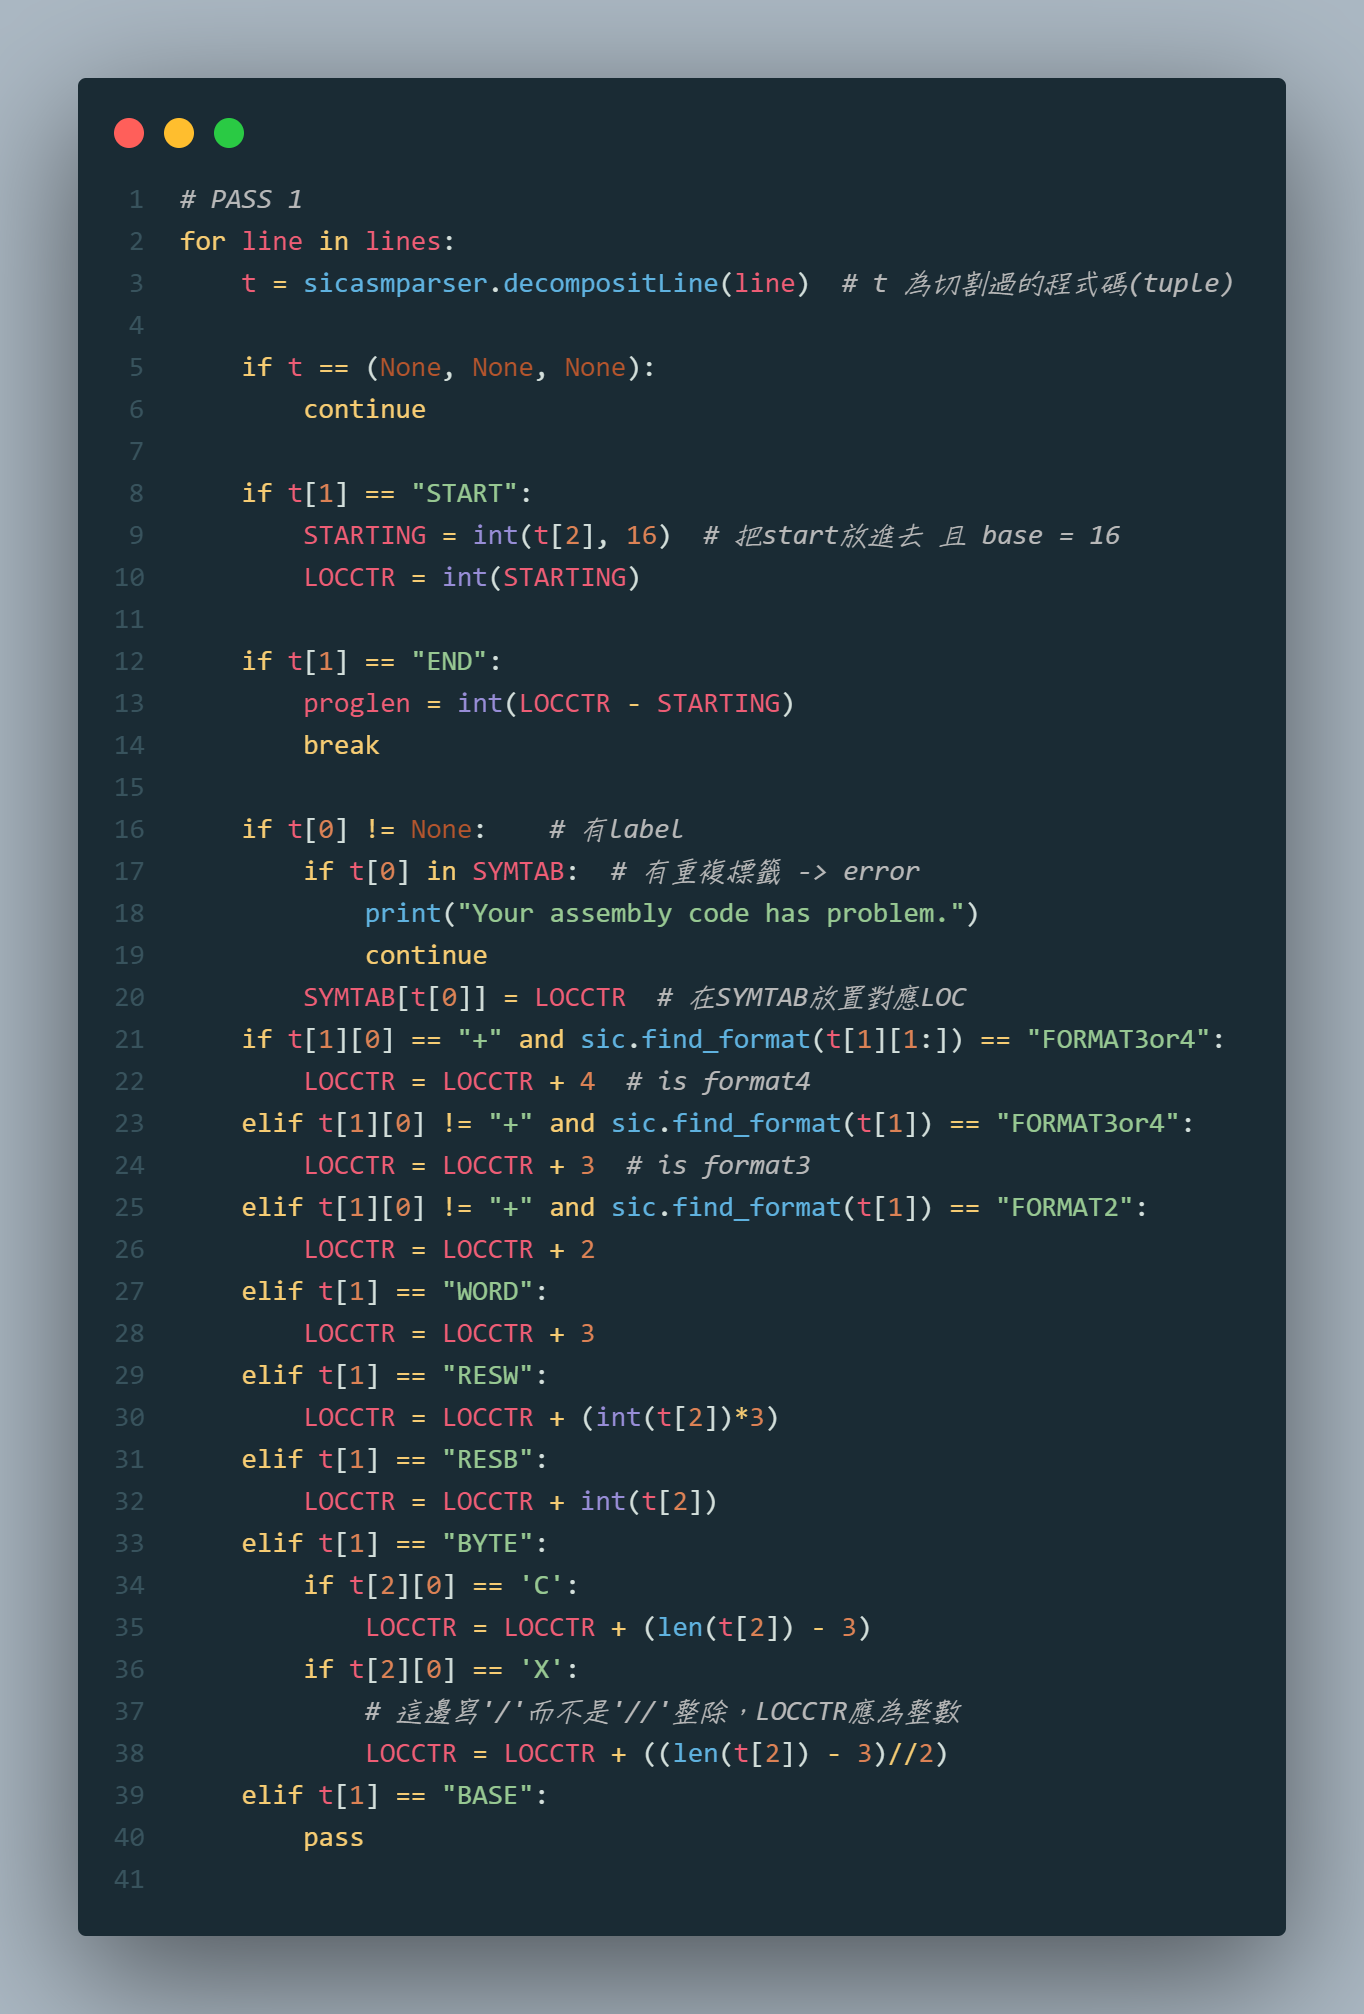 1 # PASS 1
2 for line in lines:
3     t = sicasmparser.decompositLine(line)  # t 為切割過的程式碼(tuple)
4
5     if t == (None, None, None):
6         continue
7
8     if t[1] == "START":
9         STARTING = int(t[2], 16)  # 把start放進去 且 base = 16
10         LOCCTR = int(STARTING)
11
12     if t[1] == "END":
13         proglen = int(LOCCTR - STARTING)
14         break
15
16     if t[0] != None:    # 有label
17         if t[0] in SYMTAB:  # 有重複標籤 -> error
18             print("Your assembly code has problem.")
19             continue
20         SYMTAB[t[0]] = LOCCTR  # 在SYMTAB放置對應LOC
21     if t[1][0] == "+" and sic.find_format(t[1][1:]) == "FORMAT3or4":
22         LOCCTR = LOCCTR + 4  # is format4
23     elif t[1][0] != "+" and sic.find_format(t[1]) == "FORMAT3or4":
24         LOCCTR = LOCCTR + 3  # is format3
25     elif t[1][0] != "+" and sic.find_format(t[1]) == "FORMAT2":
26         LOCCTR = LOCCTR + 2
27     elif t[1] == "WORD":
28         LOCCTR = LOCCTR + 3
29     elif t[1] == "RESW":
30         LOCCTR = LOCCTR + (int(t[2])*3)
31     elif t[1] == "RESB":
32         LOCCTR = LOCCTR + int(t[2])
33     elif t[1] == "BYTE":
34         if t[2][0] == 'C':
35             LOCCTR = LOCCTR + (len(t[2]) - 3)
36         if t[2][0] == 'X':
37             # 這邊寫'/'而不是'//'整除，LOCCTR應為整數
38             LOCCTR = LOCCTR + ((len(t[2]) - 3)//2)
39     elif t[1] == "BASE":
40         pass
41